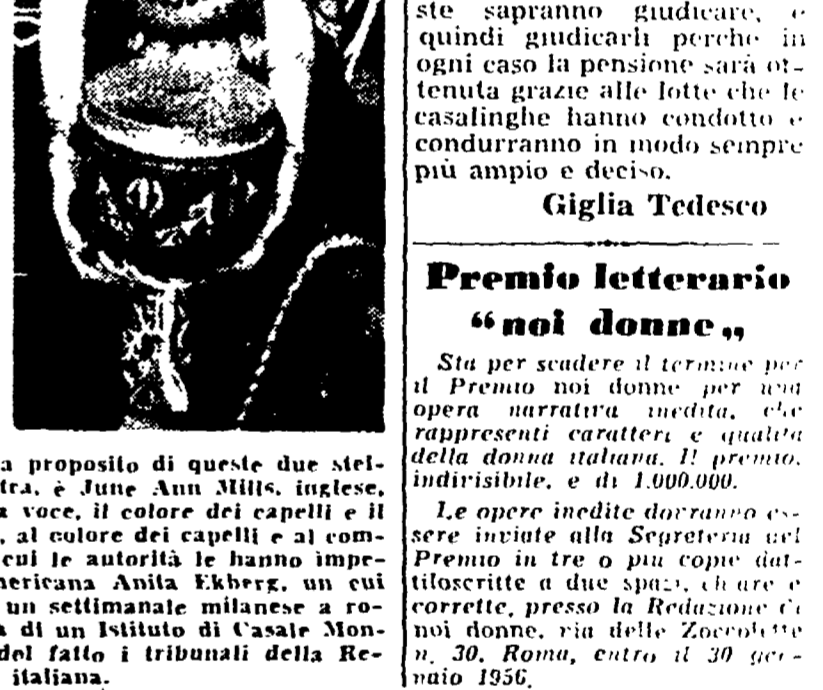 a proposito di queste due stel-
tra, è June Ann Mills, inglese,
a voce, il colore dei capelli e il
, al colore dei capelli e al com-
cui le autorità le hanno impe-
mericana Anita Ekberg, un cui
un settimanale milanese a ro-
a di un Istituto di Casale Mon-
del fatto i tribunali della Re-
italiana.
ste sapranno giudicare, e
quindi giudicarli perchè in
ogni caso la pensione sarà ot-
tenuta grazie alle lotte che le
casalinghe hanno condotto e
condurranno in modo sempre
più ampio e deciso.
Giglia Tedesco
Premio letterario
“noi donne„
Sta per scadere il termine per
il Premio noi donne per una
opera narrativa inedita, che
rappresenti caratteri e qualità
della donna italiana. Il premio,
indivisibile, è di 1.000.000.
Le opere inedite dovranno es-
sere inviate alla Segreteria del
Premio in tre o più copie dat-
tiloscritte a due spazi, chiare e
corrette, presso la Redazione di
noi donne, via delle Zoccolette
n. 30, Roma, entro il 30 gen-
naio 1956.